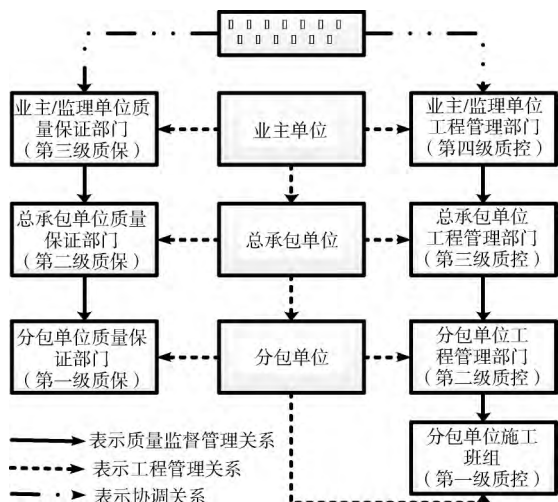 业主/监理单位质
量保证部门
（第三级质保）
业主单位
业主/监理单位
工程管理部门
（第四级质控）
总承包单位质量
保证部门
（第二级质保）
总承包单位
总承包单位
工程管理部门
（第三级质控）
分包单位质量保
证部门
（第一级质保）
分包单位
分包单位工
程管理部门
（第二级质控）
分包单位施工
班组
（第一级质控）
表示质量监督管理关系
表示工程管理关系
表示协调关系